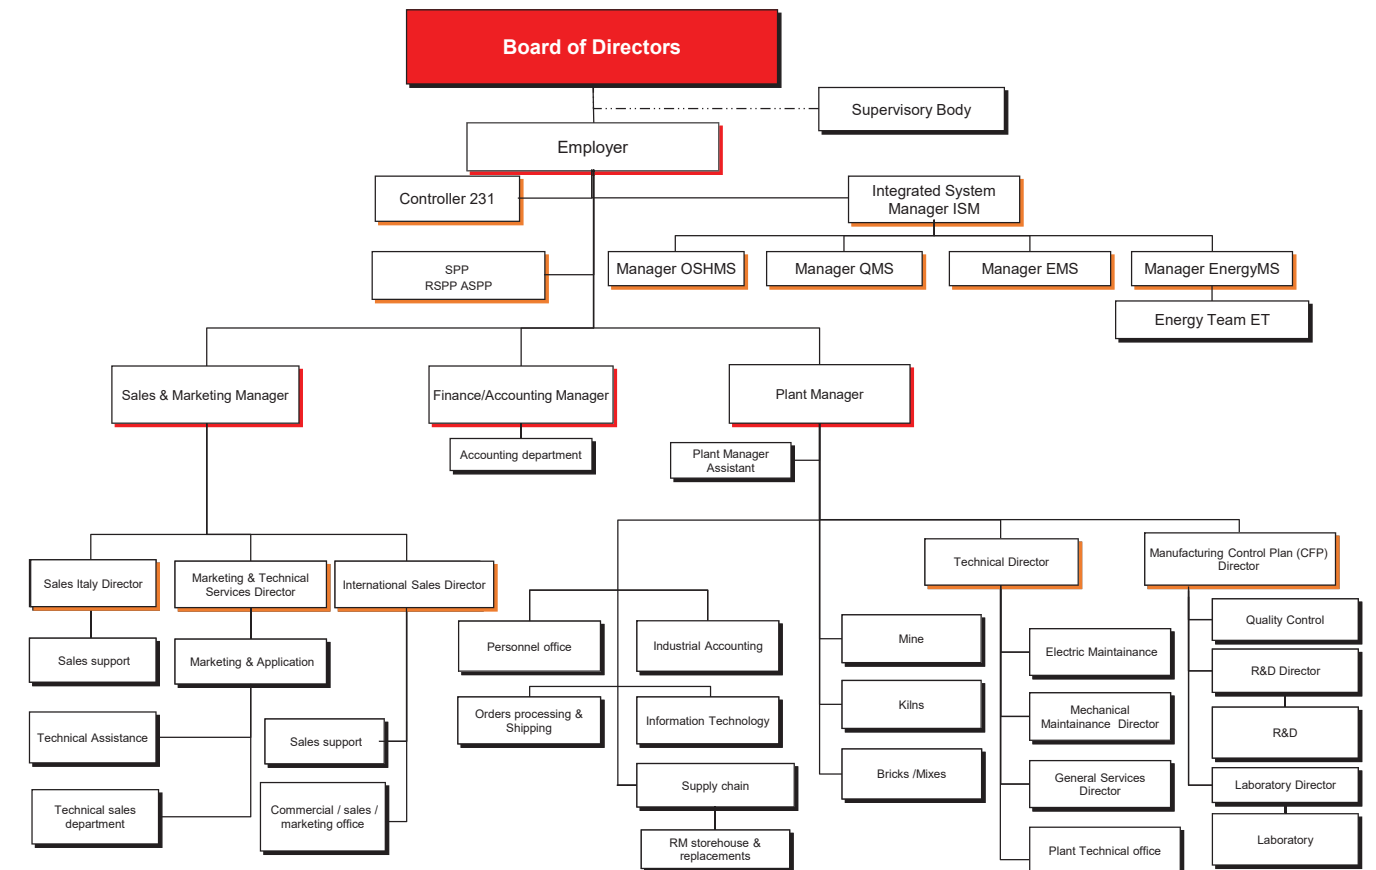 Board of Directors
Supervisory Body
Employer
Controller 231
Integrated System
Manager ISM
SPP
RSPP ASPP
Manager OSHMS
Manager QMS
Manager EMS
Manager EnergyMS
Energy Team ET
Sales & Marketing Manager
Finance/Accounting Manager
Plant Manager
Accounting department
Plant Manager
Assistant
Sales Italy Director
Marketing & Technical
Services Director
International Sales Director
Technical Director
Manufacturing Control Plan (CFP)
Director
Sales support
Marketing & Application
Personnel office
Industrial Accounting
Mine
Electric Maintainance
Quality Control
R&D Director
Technical Assistance
Sales support
Orders processing &
Shipping
Information Technology
Kilns
Mechanical
Maintainance Director
R&D
Technical sales
department
Commercial / sales /
marketing office
Supply chain
Bricks /Mixes
General Services
Director
Laboratory Director
RM storehouse &
replacements
Plant Technical office
Laboratory